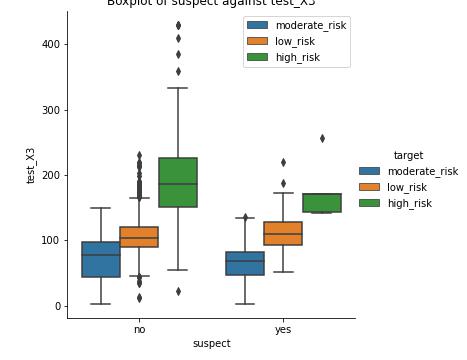 Boxplot of suspect against test_X3
moderate_risk
low_risk
high_risk
400
300
200
100
0
test_X3
no
yes
suspect
target
moderate_risk
low_risk
high_risk